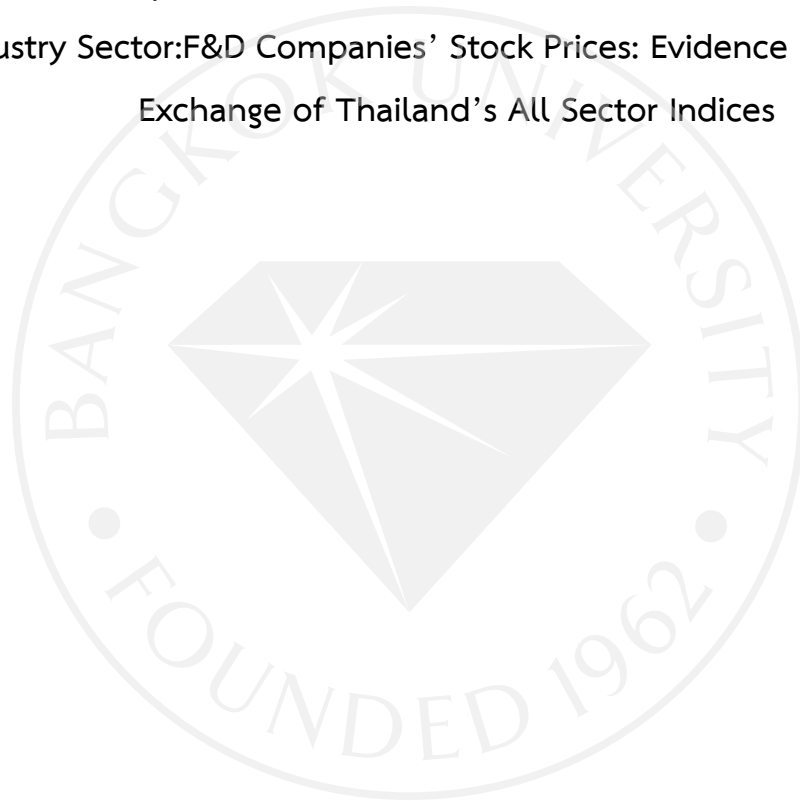 ustry Sector:F&D Companies’ Stock Prices: Evidence
Exchange of Thailand’s All Sector Indices
BANGKOK UNIVERSITY
• FOUNDED 1962 •